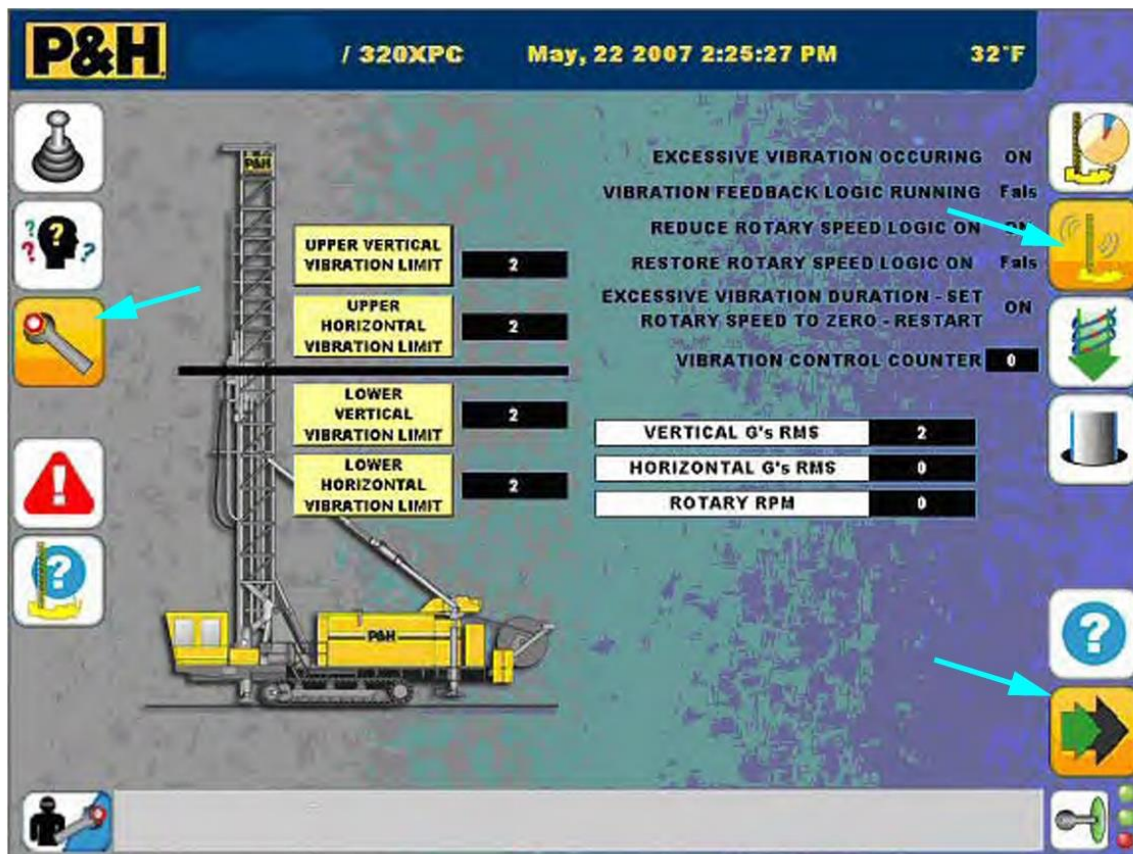 P&H / 320XPC May, 22 2007 2:25:27 PM 32°F
P&H
EXCESSIVE VIBRATION OCCURING ON
VIBRATION FEEDBACK LOGIC RUNNING Fals
REDUCE ROTARY SPEED LOGIC ON ON
RESTORE ROTARY SPEED LOGIC ON Fals
EXCESSIVE VIBRATION DURATION - SET
ROTARY SPEED TO ZERO - RESTART ON
VIBRATION CONTROL COUNTER 0
UPPER VERTICAL
VIBRATION LIMIT 2
UPPER
HORIZONTAL
VIBRATION LIMIT 2
LOWER
VERTICAL
VIBRATION LIMIT 2
LOWER
HORIZONTAL
VIBRATION LIMIT 2
VERTICAL G's RMS 2
HORIZONTAL G's RMS 0
ROTARY RPM 0
P&H